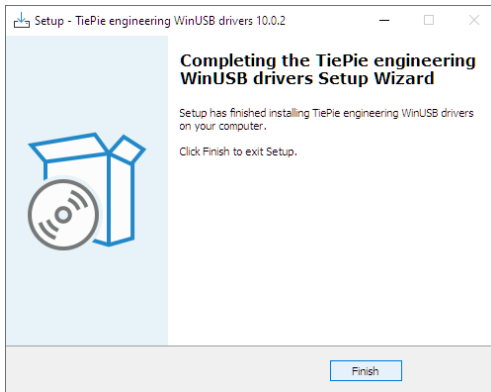 Setup - TiePie engineering WinUSB drivers 10.0.2
Completing the TiePie engineering
WinUSB drivers Setup Wizard
Setup has finished installing TiePie engineering WinUSB drivers
on your computer.
Click Finish to exit Setup.
Finish